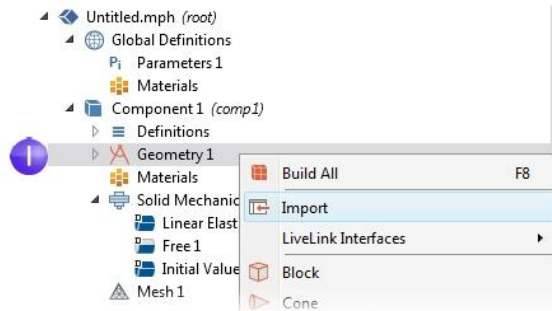 Untitled.mph (root)
Global Definitions
Pi Parameters 1
Materials
Component 1 (comp1)
Definitions
1 Geometry 1
Materials
Solid Mechanic
Linear Elast
Free 1
Initial Value
Mesh 1
Build All F8
Import
LiveLink Interfaces
Block
Cone